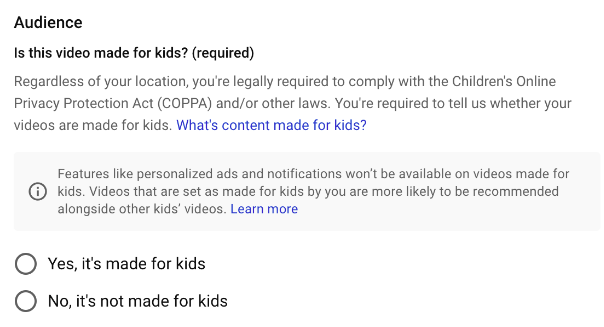 Audience
Is this video made for kids? (required)
Regardless of your location, you're legally required to comply with the Children's Online
Privacy Protection Act (COPPA) and/or other laws. You're required to tell us whether your
videos are made for kids. What's content made for kids?
Features like personalized ads and notifications won’t be available on videos made for
kids. Videos that are set as made for kids by you are more likely to be recommended
alongside other kids’ videos. Learn more
Yes, it's made for kids
No, it's not made for kids